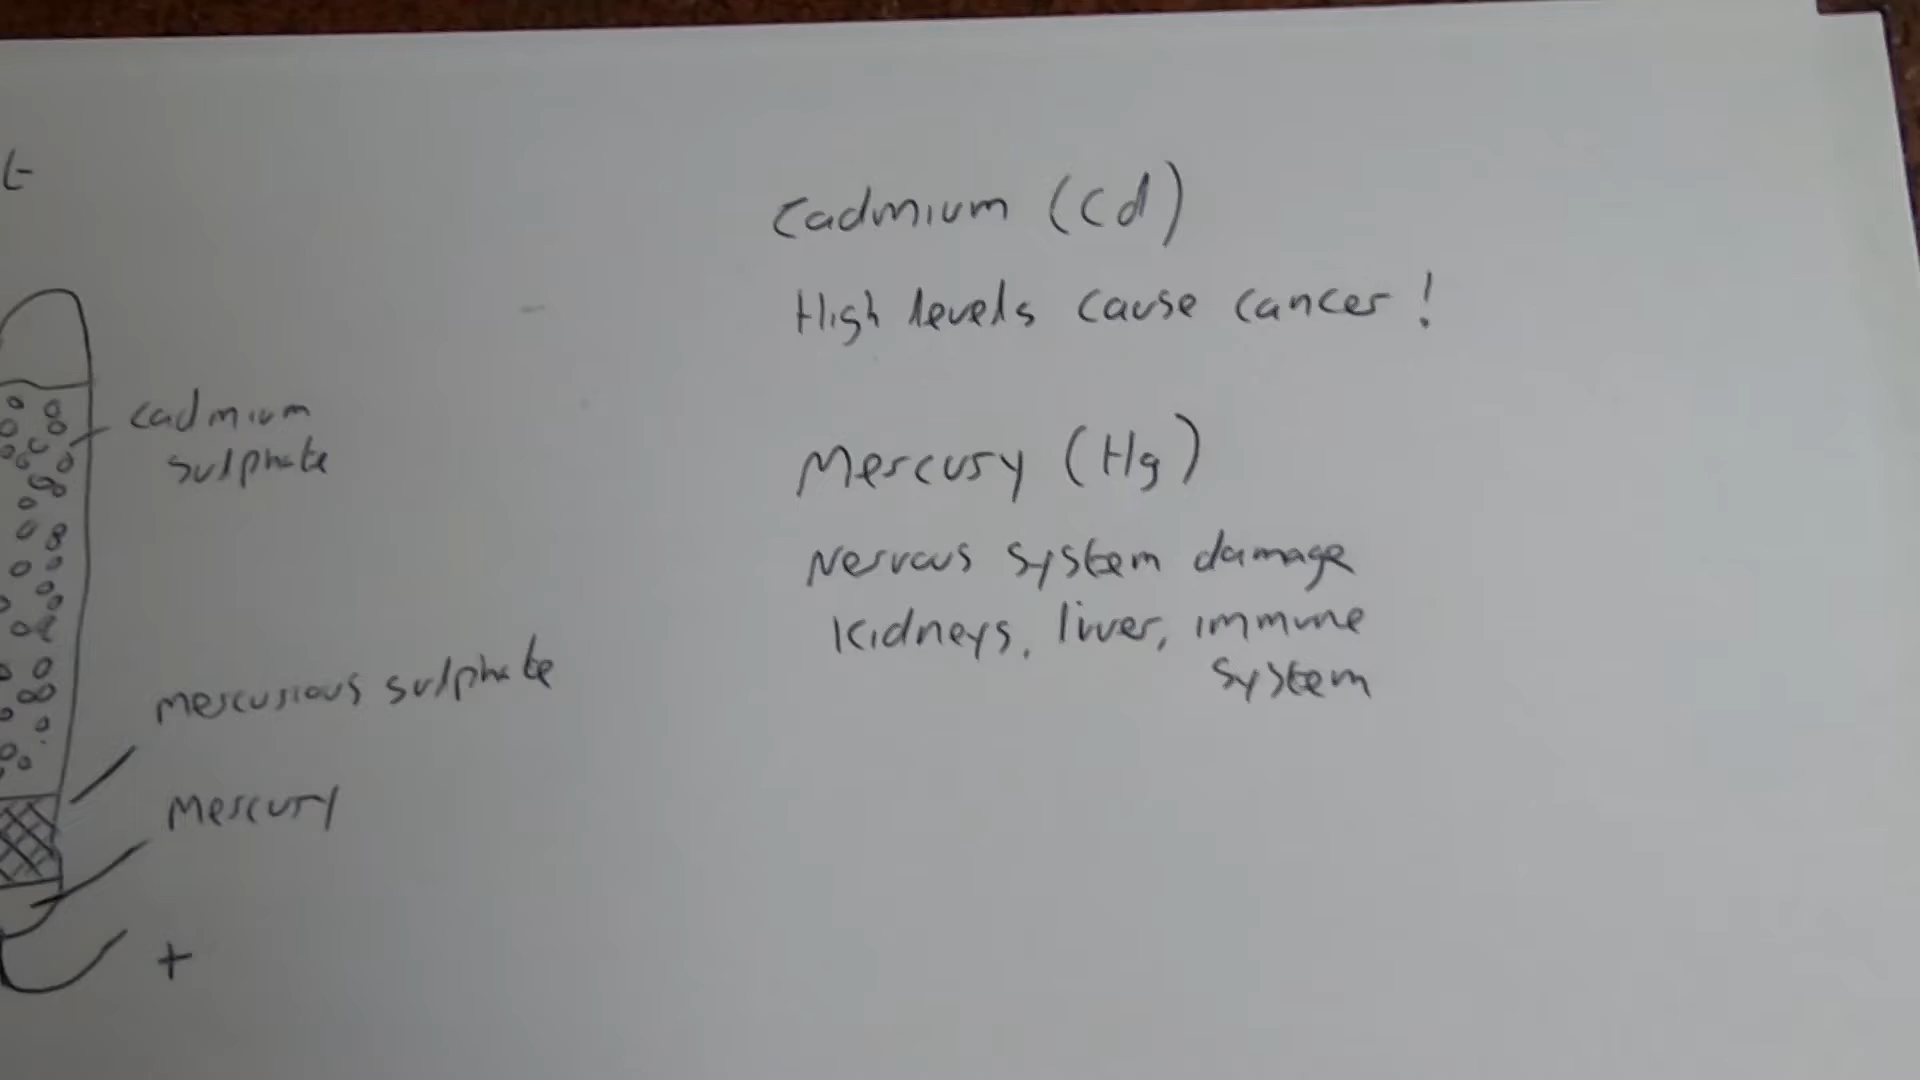 Cadmium (Cd)
High levels cause cancer!
cadmium
sulphate
Mercury (Hg)
Nervous system damage
Kidneys, liver, immune
system
mercurious sulphate
Mercury
+